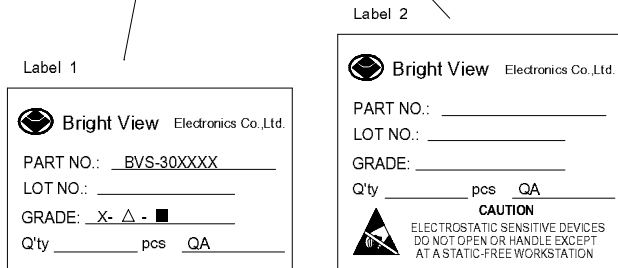 Label 1
Bright View Electronics Co.,Ltd.
PART NO.: BVS-30XXXX
LOT NO.:
GRADE: X- △ - ■
Q'ty pcs QA
Label 2
Bright View Electronics Co.,Ltd.
PART NO.:
LOT NO.:
GRADE:
Q'ty pcs QA
CAUTION
ELECTROSTATIC SENSITIVE DEVICES
DO NOT OPEN OR HANDLE EXCEPT
AT A STATIC-FREE WORKSTATION